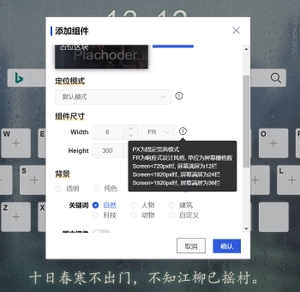 添加组件
占位区块
Plachoder
定位模式
默认模式
组件尺寸
Width 6 FR
Height 300
PX为固定宽高模式
FR为响应式设计风格, 单位为屏幕栅格数
Screen<720px时, 屏幕满屏为12栏
Screen<1920px时, 屏幕满屏为24栏
Screen>1920px时, 屏幕满屏为36栏
背景
透明 纯色
关键词 自然 人物 建筑
科技 动物 自定义
取消 确认
W
E
S
十日春寒不出门，不知江柳已摇村。